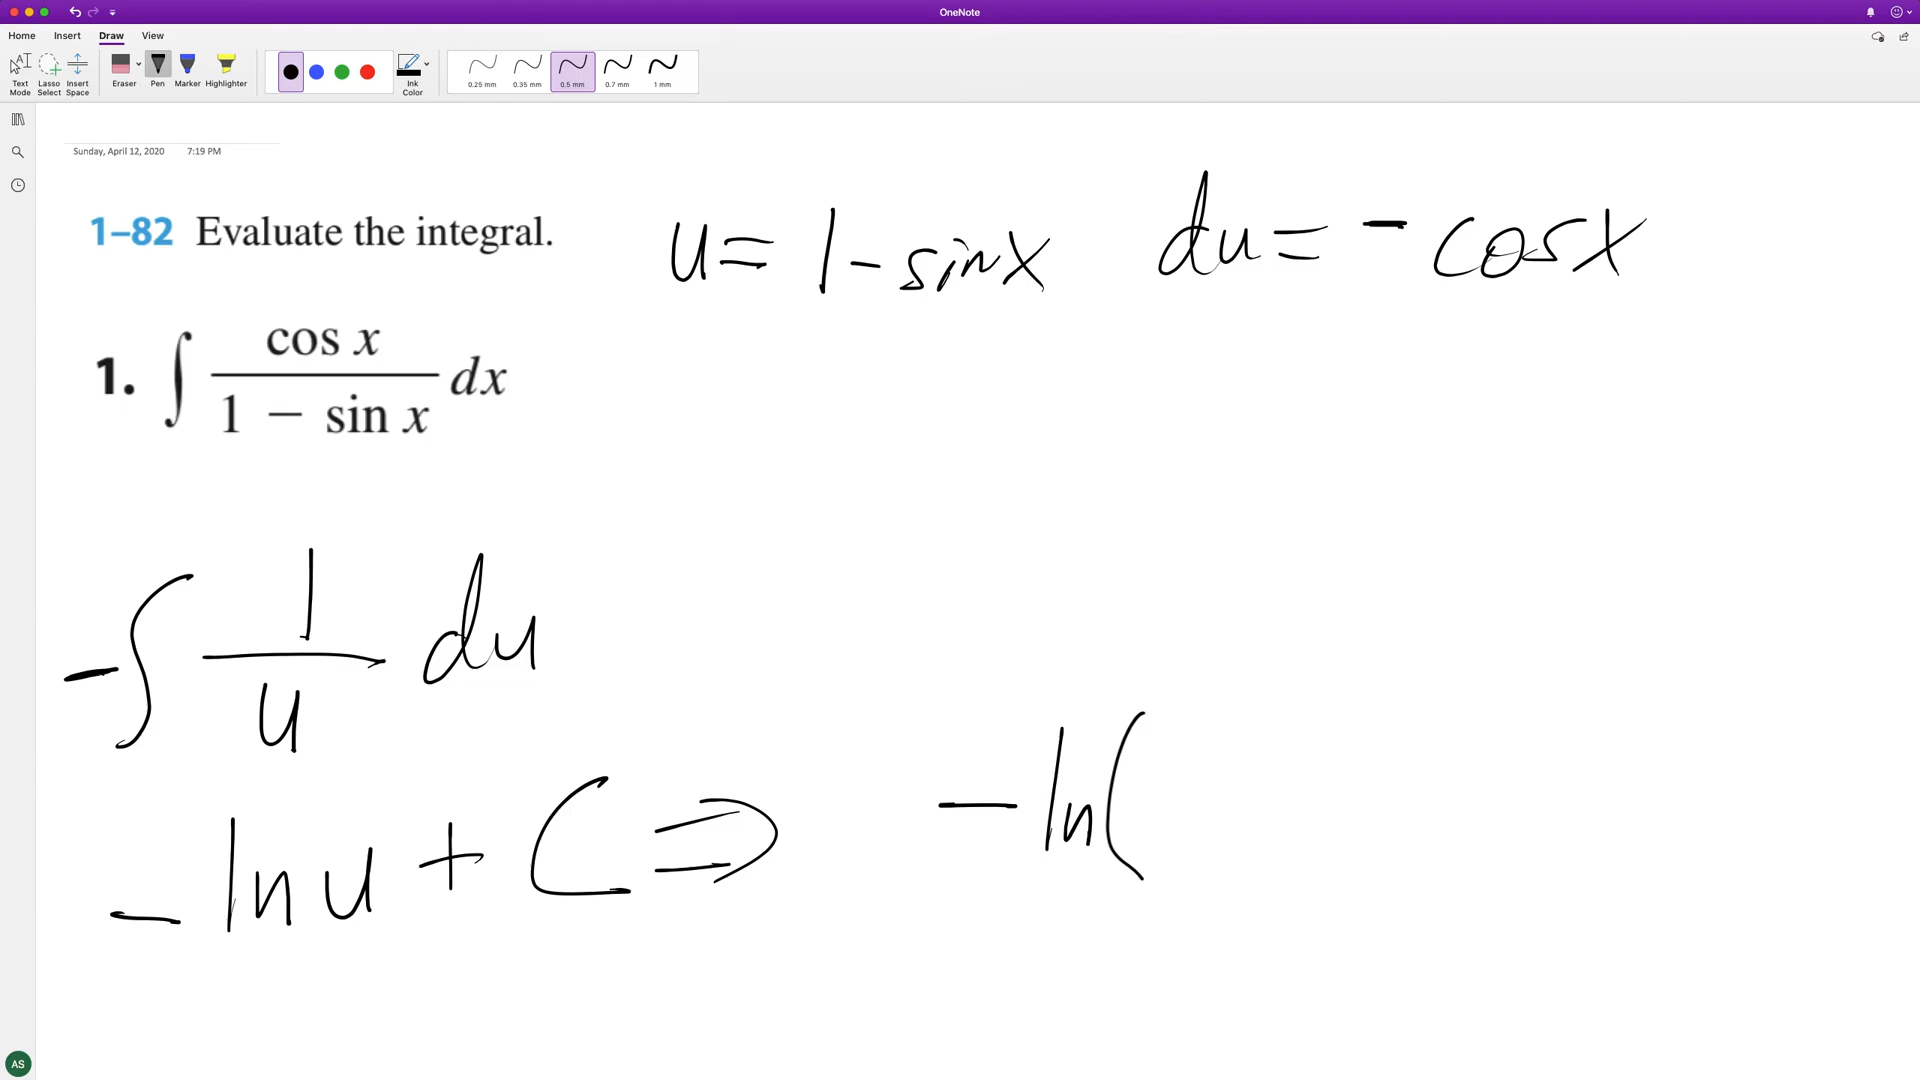 OneNote
Home Insert Draw View
Text Mode Lasso Select Insert Space Eraser Pen Marker Highlighter Ink Color 0.25 mm 0.35 mm 0.5 mm 0.7 mm 1 mm
Sunday, April 12, 2020 7:19 PM
1–82 Evaluate the integral.
u = 1 - sinx du = - cosx
1. ∫ cos x / (1 − sin x) dx
-∫ 1/u du
- ln u + C ⇒ - ln(
AS